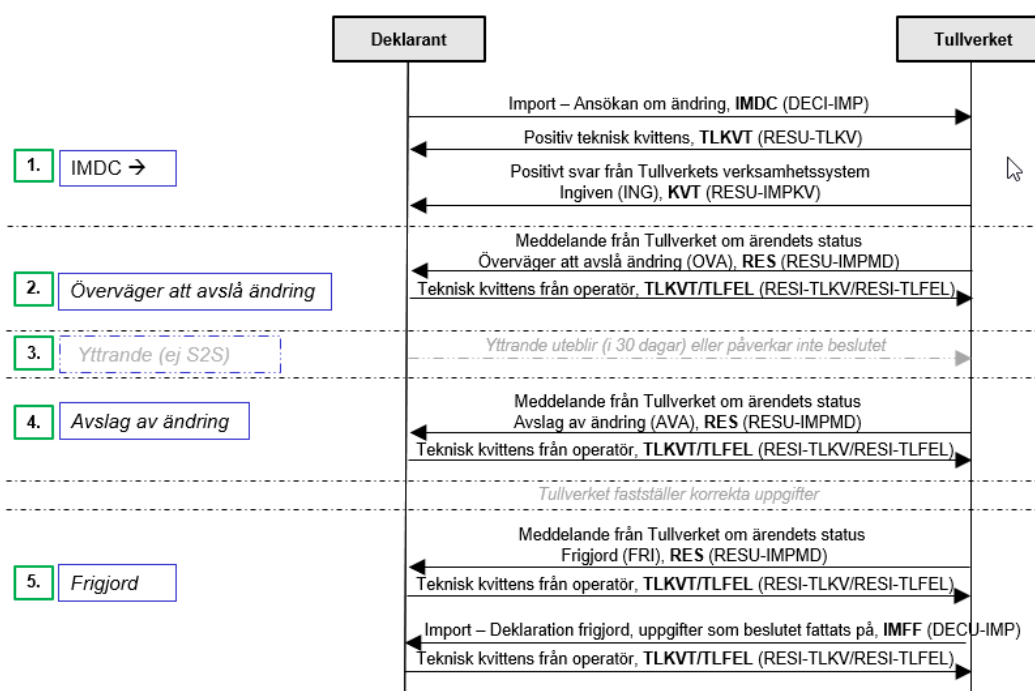 Deklarant
Tullverket
Import – Ansökan om ändring, IMDC (DECI-IMP)
Positiv teknisk kvittens, TLKVT (RESU-TLKV)
1.
IMDC →
Positivt svar från Tullverkets verksamhetssystem
Ingiven (ING), KVT (RESU-IMPKV)
Meddelande från Tullverket om ärendets status
Överväger att avslå ändring (OVA), RES (RESU-IMPMD)
2.
Överväger att avslå ändring
Teknisk kvittens från operatör, TLKVT/TLFEL (RESI-TLKV/RESI-TLFEL)
3.
Yttrande (ej S2S)
Yttrande uteblir (i 30 dagar) eller påverkar inte beslutet
Meddelande från Tullverket om ärendets status
4.
Avslag av ändring
Avslag av ändring (AVA), RES (RESU-IMPMD)
Teknisk kvittens från operatör, TLKVT/TLFEL (RESI-TLKV/RESI-TLFEL)
Tullverket fastställer korrekta uppgifter
Meddelande från Tullverket om ärendets status
Frigjord (FRI), RES (RESU-IMPMD)
5.
Frigjord
Teknisk kvittens från operatör, TLKVT/TLFEL (RESI-TLKV/RESI-TLFEL)
Import – Deklaration frigjord, uppgifter som beslutet fattats på, IMFF (DECU-IMP)
Teknisk kvittens från operatör, TLKVT/TLFEL (RESI-TLKV/RESI-TLFEL)